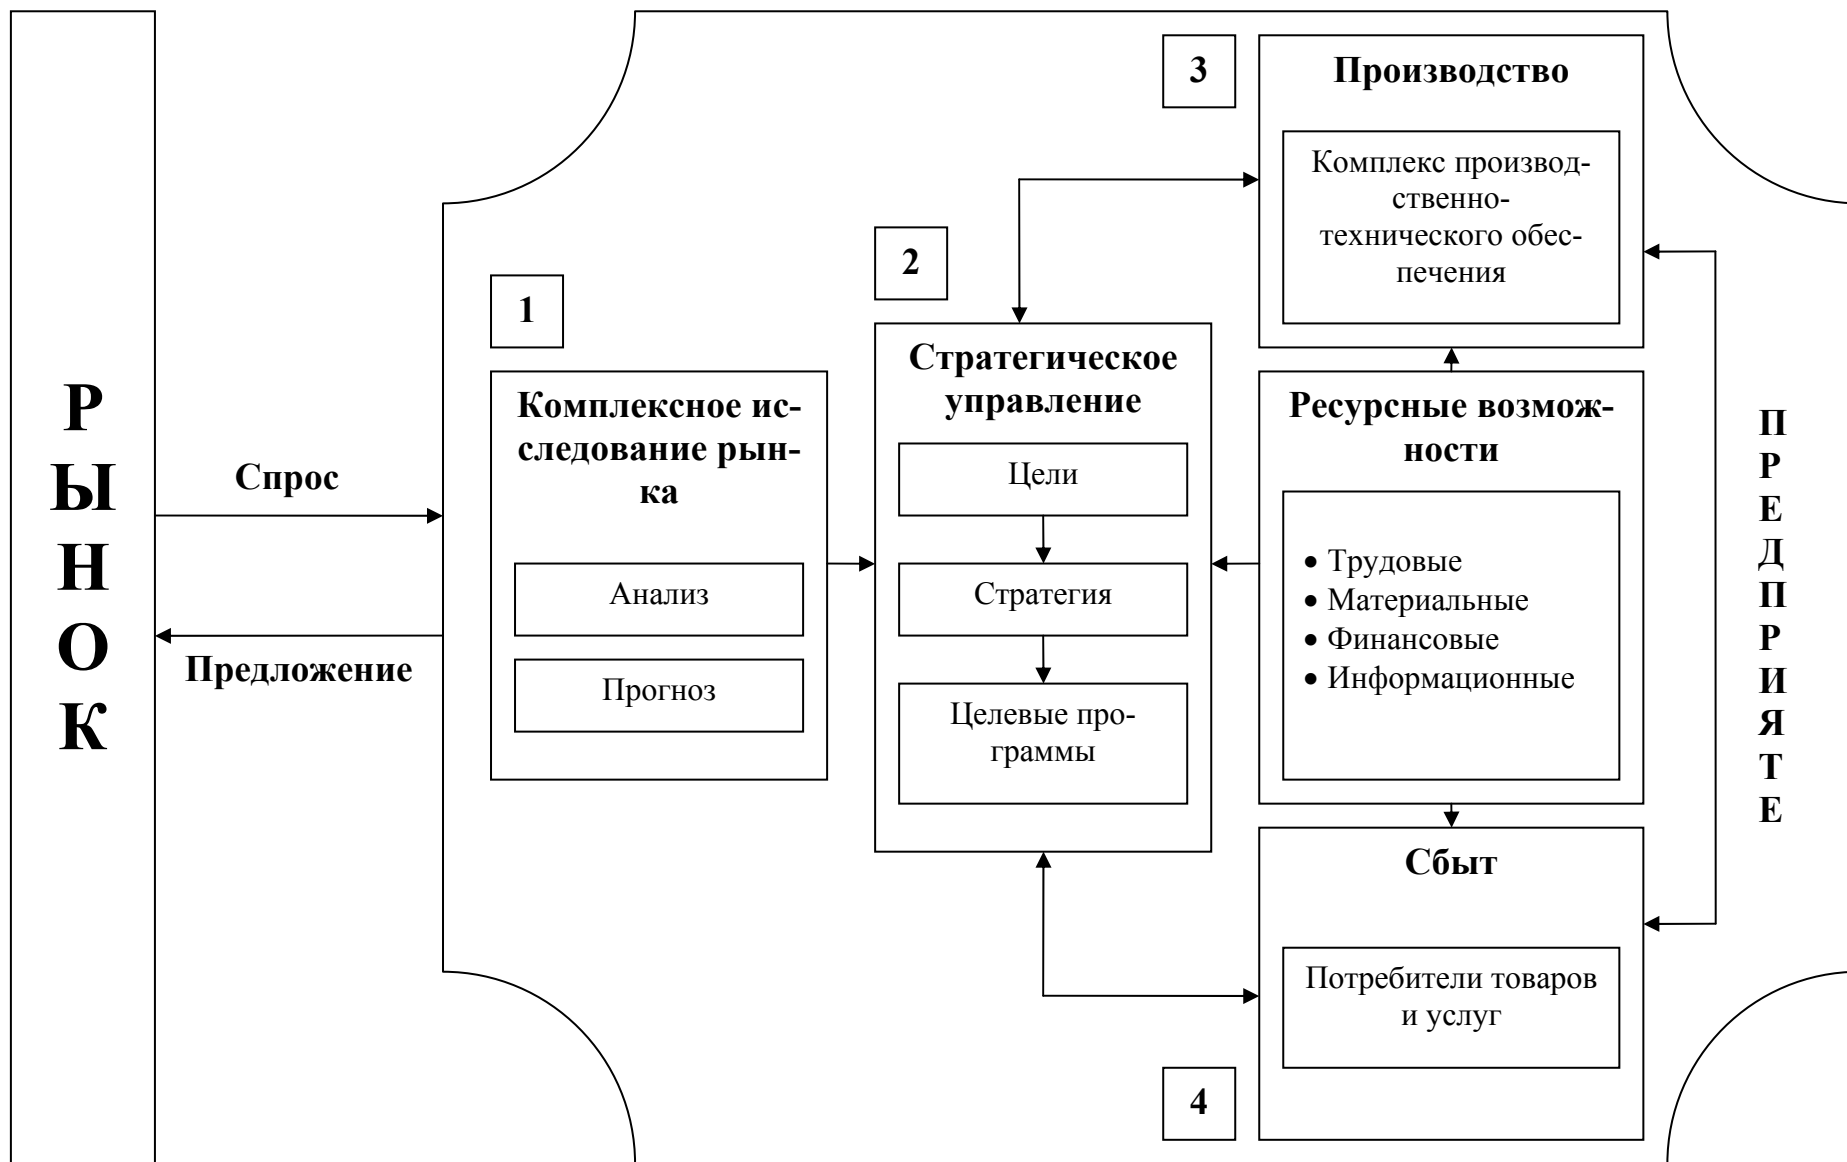 РЫНОК
Спрос
Предложение
1
Комплексное ис-
следование рын-
ка
Анализ
Прогноз
2
Стратегическое
управление
Цели
Стратегия
Целевые про-
граммы
3
Производство
Комплекс производ-
ственно-
технического обес-
печения
Ресурсные возмож-
ности
• Трудовые
• Материальные
• Финансовые
• Информационные
Сбыт
Потребители товаров
и услуг
4
ПРЕДПРИЯТЕ